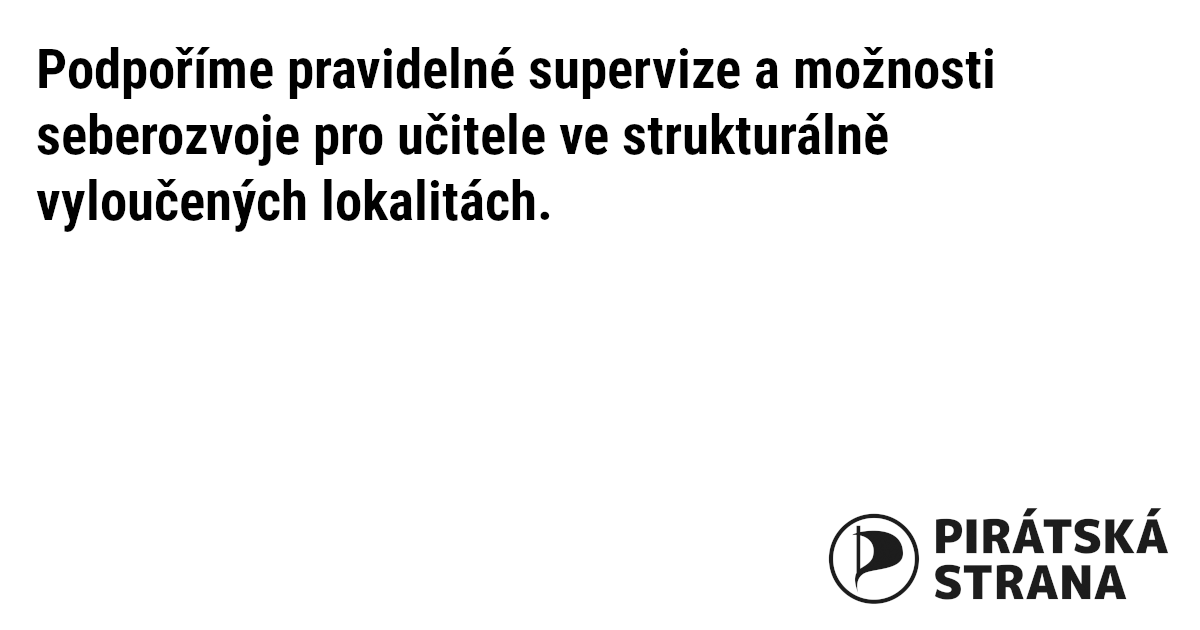 Podpoříme pravidelné supervize a možnosti
seberozvoje pro učitele ve strukturálně
vyloučených lokalitách.
PIRÁTSKÁ
STRANA